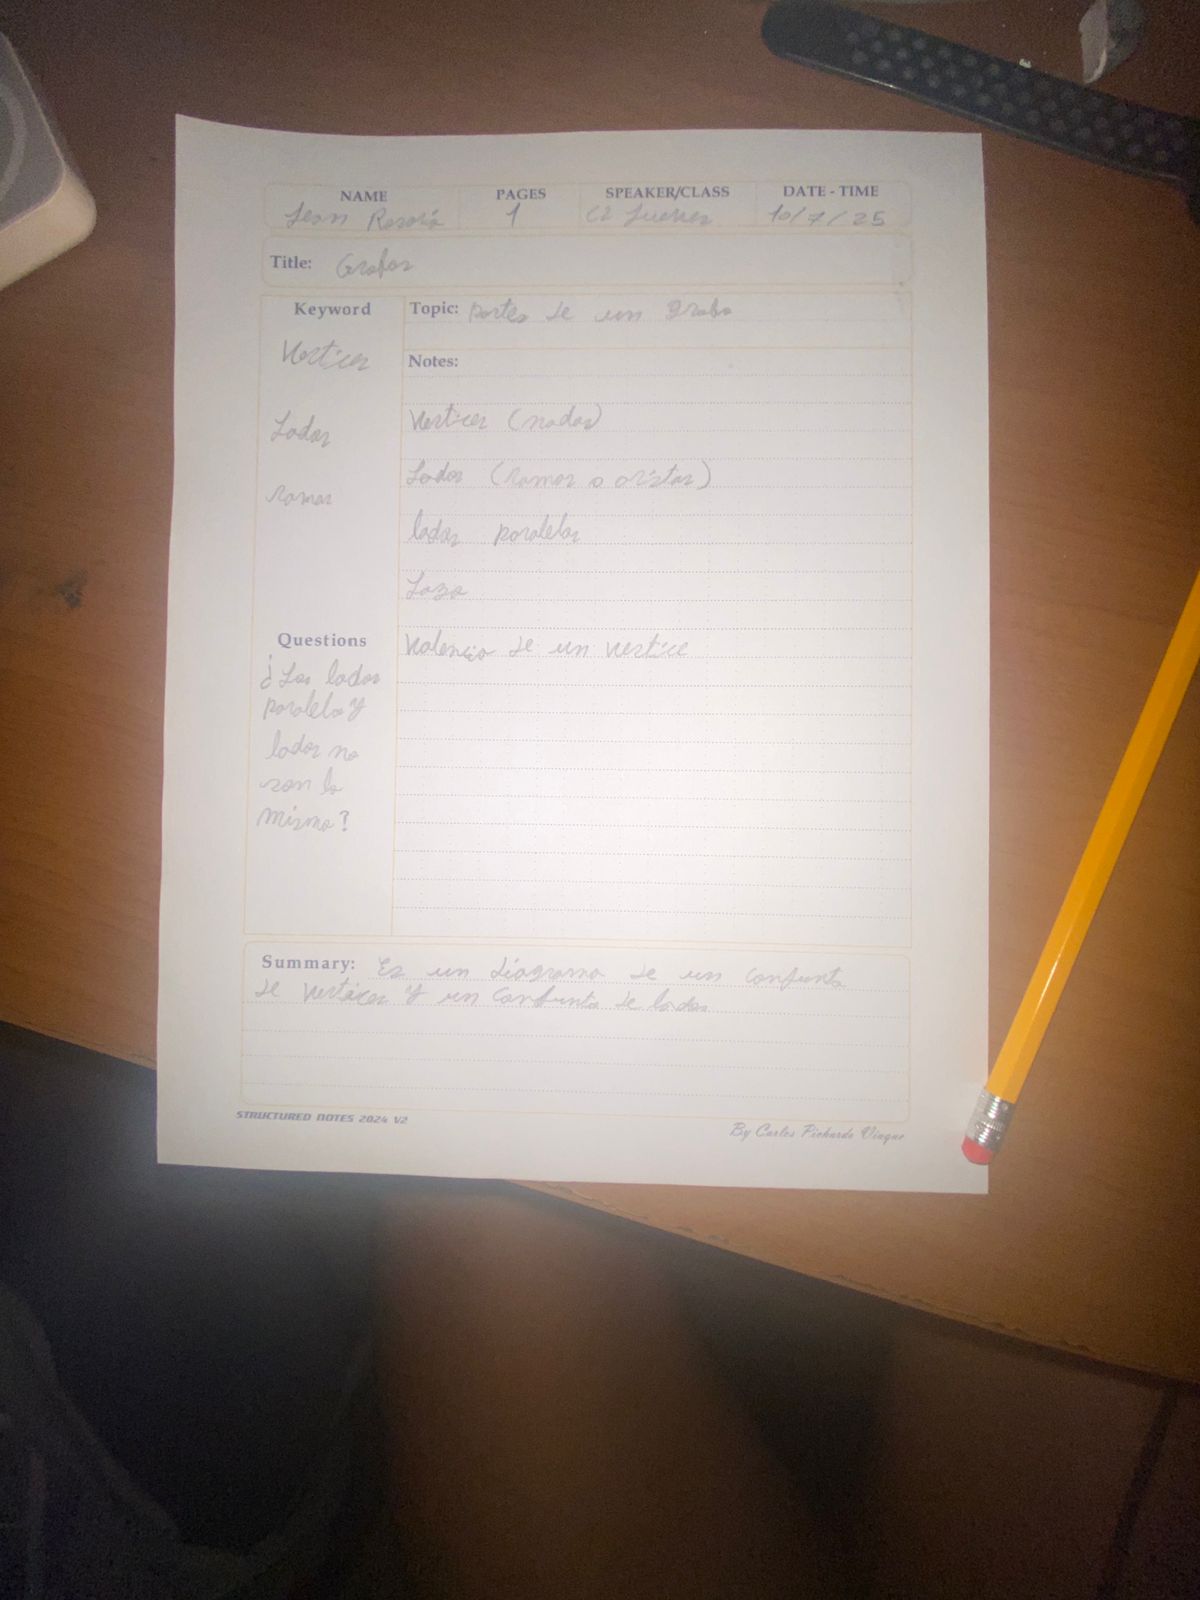 NAME PAGES SPEAKER/CLASS DATE - TIME
Jean Rosario 1 C2 Jueves 10/7/25
Title: Grafos
Keyword
Vertices
Lados
ramas
Topic: Partes de un grafo
Notes:
Vertices (nodos)
Lados (ramas o aristas)
lados paralelos
Lazo
Valencia de un vertice
Questions
¿Los lados
paralelos y
lados no
son lo
mismo?
Summary: Es un diagrama de un conjunto
de vertices y un conjunto de lados
STRUCTURED NOTES 2024 V2
By Carlos Pichardo Viuque